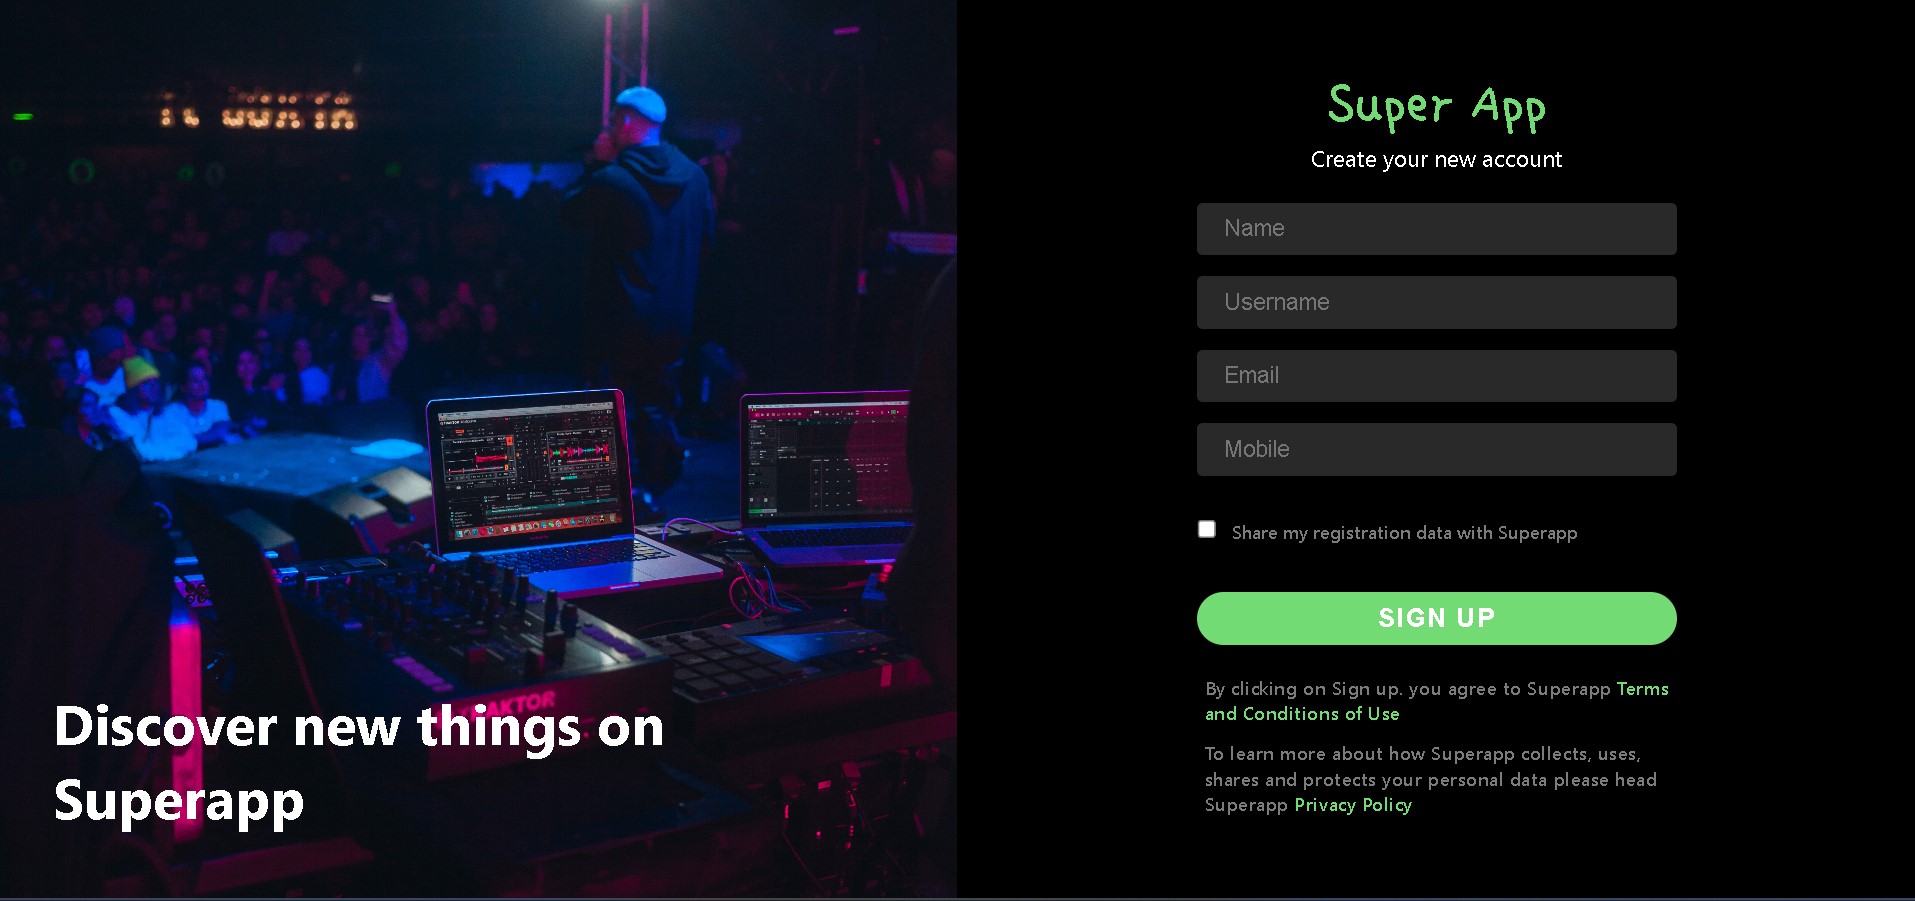 Discover new things on
Superapp
Super App
Create your new account
Name
Username
Email
Mobile
Share my registration data with Superapp
SIGN UP
By clicking on Sign up. you agree to Superapp Terms
and Conditions of Use
To learn more about how Superapp collects, uses,
shares and protects your personal data please head
Superapp Privacy Policy